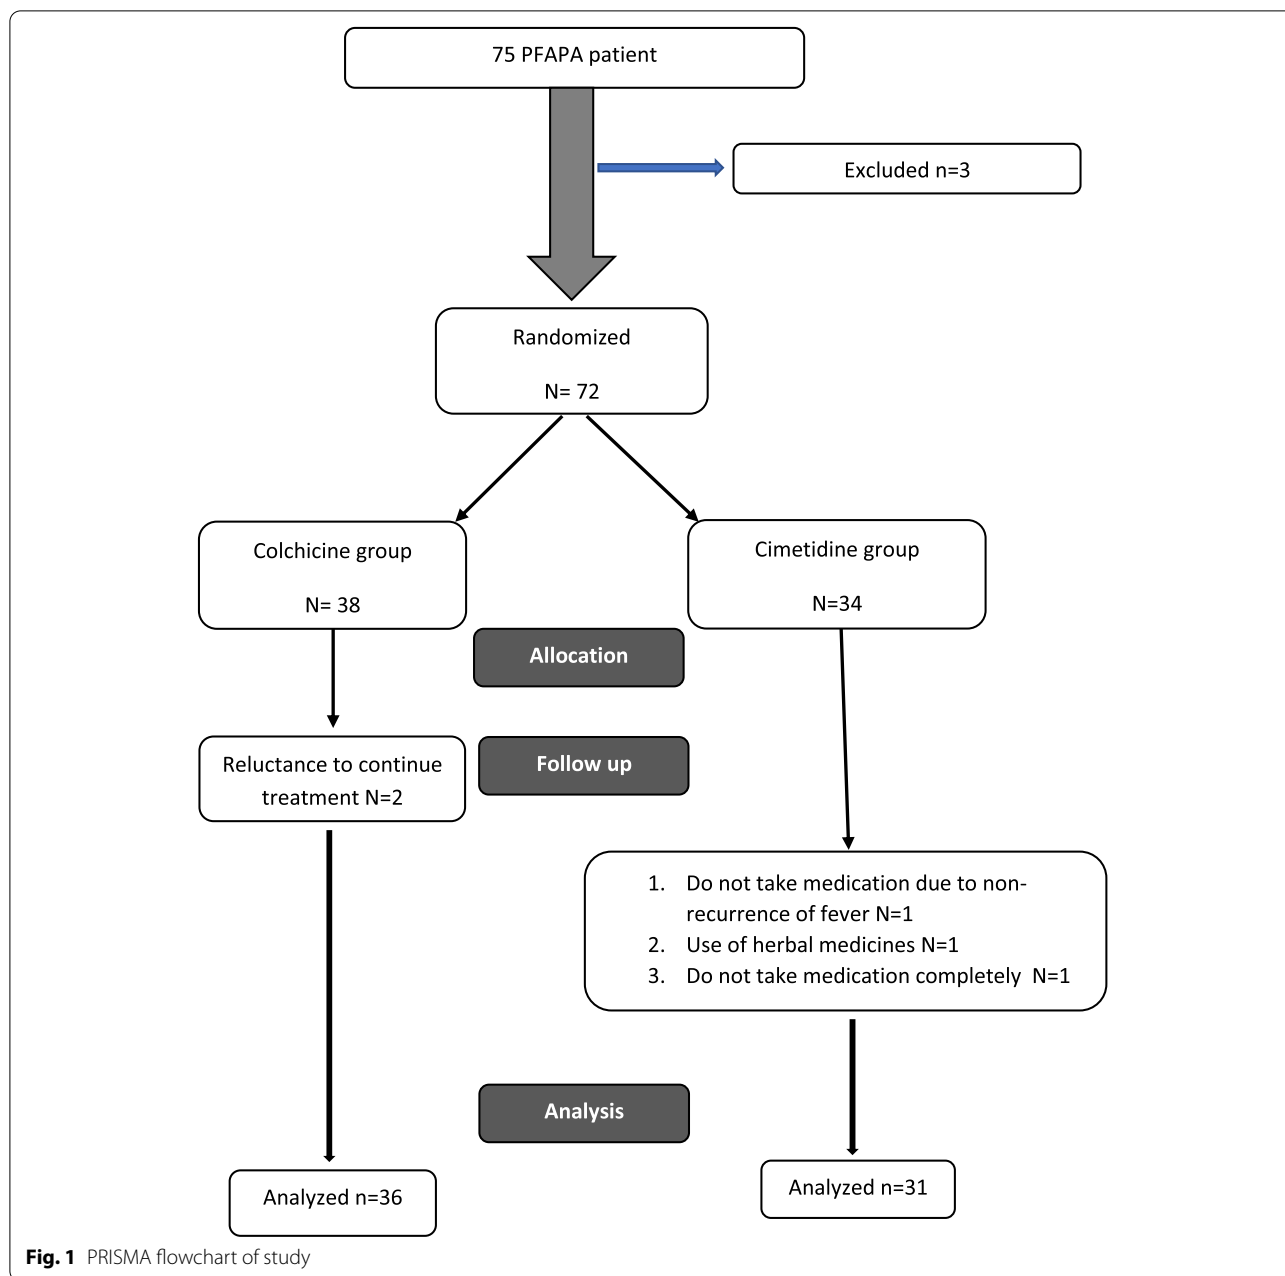 75 PFAPA patient
Excluded n=3
Randomized
N= 72
Colchicine group
N= 38
Cimetidine group
N=34
Allocation
Reluctance to continue
treatment N=2
Follow up
1. Do not take medication due to non-
recurrence of fever N=1
2. Use of herbal medicines N=1
3. Do not take medication completely N=1
Analysis
Analyzed n=36
Analyzed n=31
Fig. 1 PRISMA flowchart of study